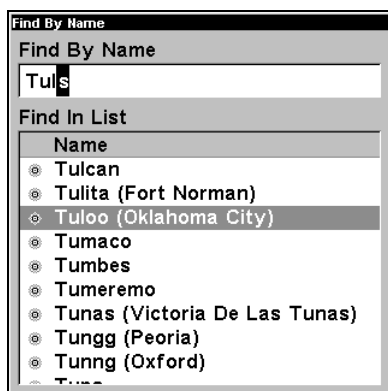 Find By Name
Find By Name
Tuls
Find In List
Name
Tulcan
Tulita (Fort Norman)
Tuloo (Oklahoma City)
Tumaco
Tumbes
Tumeremo
Tunas (Victoria De Las Tunas)
Tungg (Peoria)
Tunng (Oxford)